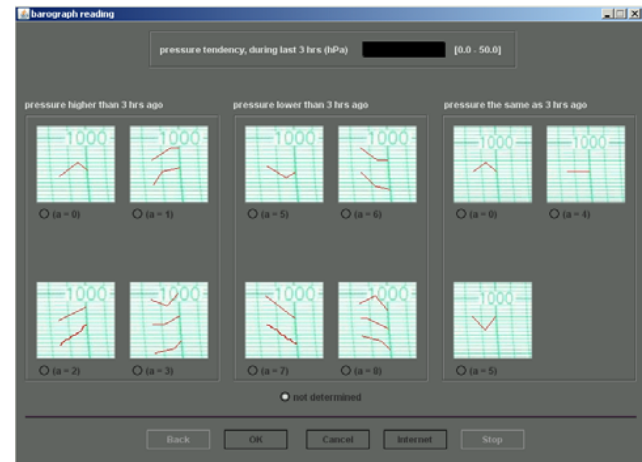 barograph reading
pressure tendency, during last 3 hrs (hPa) [0.0 - 50.0]
pressure higher than 3 hrs ago
1000
1000
(a = 0)
(a = 1)
1000
1000
(a = 2)
(a = 3)
pressure lower than 3 hrs ago
1000
1000
(a = 5)
(a = 6)
1000
1000
(a = 7)
(a = 8)
pressure the same as 3 hrs ago
1000
1000
(a = 0)
(a = 4)
1000
(a = 5)
not determined
Back
OK
Cancel
Internet
Stop